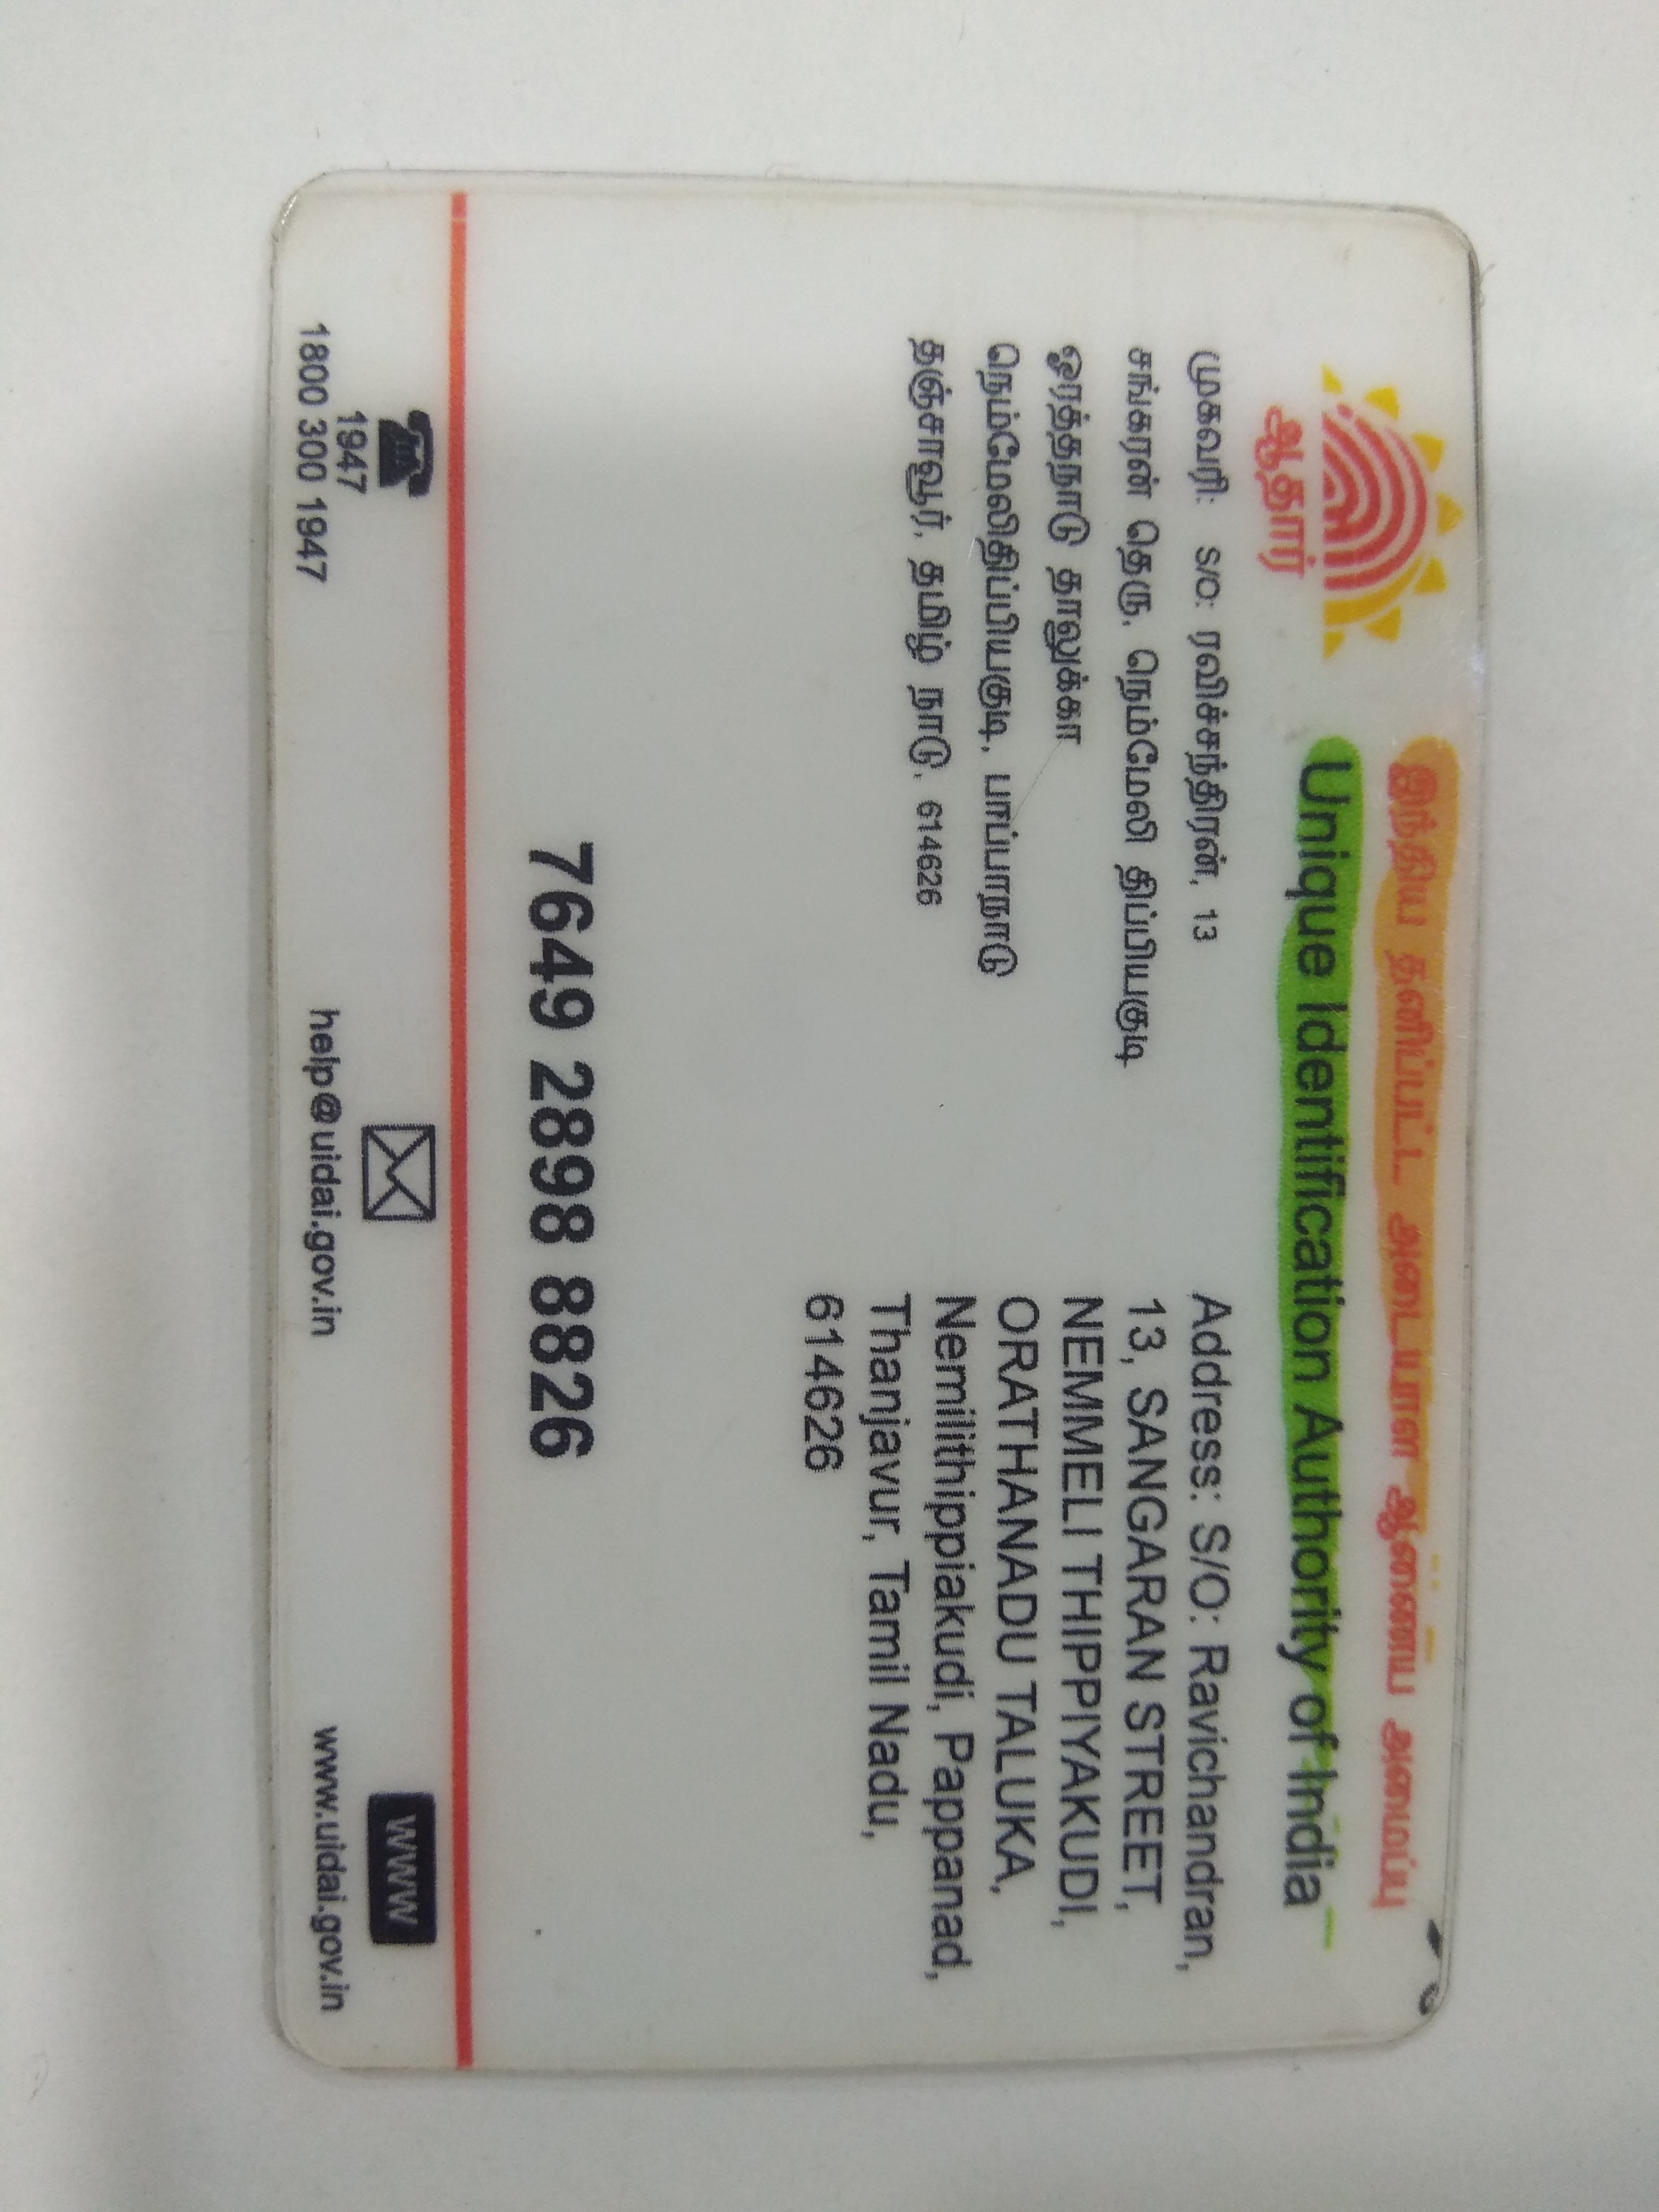 இந்திய தனிப்பட்ட அடையாள ஆணைய அமைப்பு
Unique Identification Authority of India
ஆதார்
முகவரி: S/O: ரவிச்சந்திரன், 13
சங்கரன் தெரு, நெம்மேலி திப்பியகுடி
ஒரத்தநாடு தாலுக்கா
நெம்மேலிதிப்பியகுடி, பாப்பாநாடு
தஞ்சாவூர், தமிழ் நாடு, 614626
Address: S/O: Ravichandran,
13, SANGARAN STREET,
NEMMELI THIPPIYAKUDI,
ORATHANADU TALUKA,
Nemilithippiakudi, Pappanad,
Thanjavur, Tamil Nadu,
614626
7649 2898 8826
1947
1800 300 1947
help@uidai.gov.in
www
www.uidai.gov.in